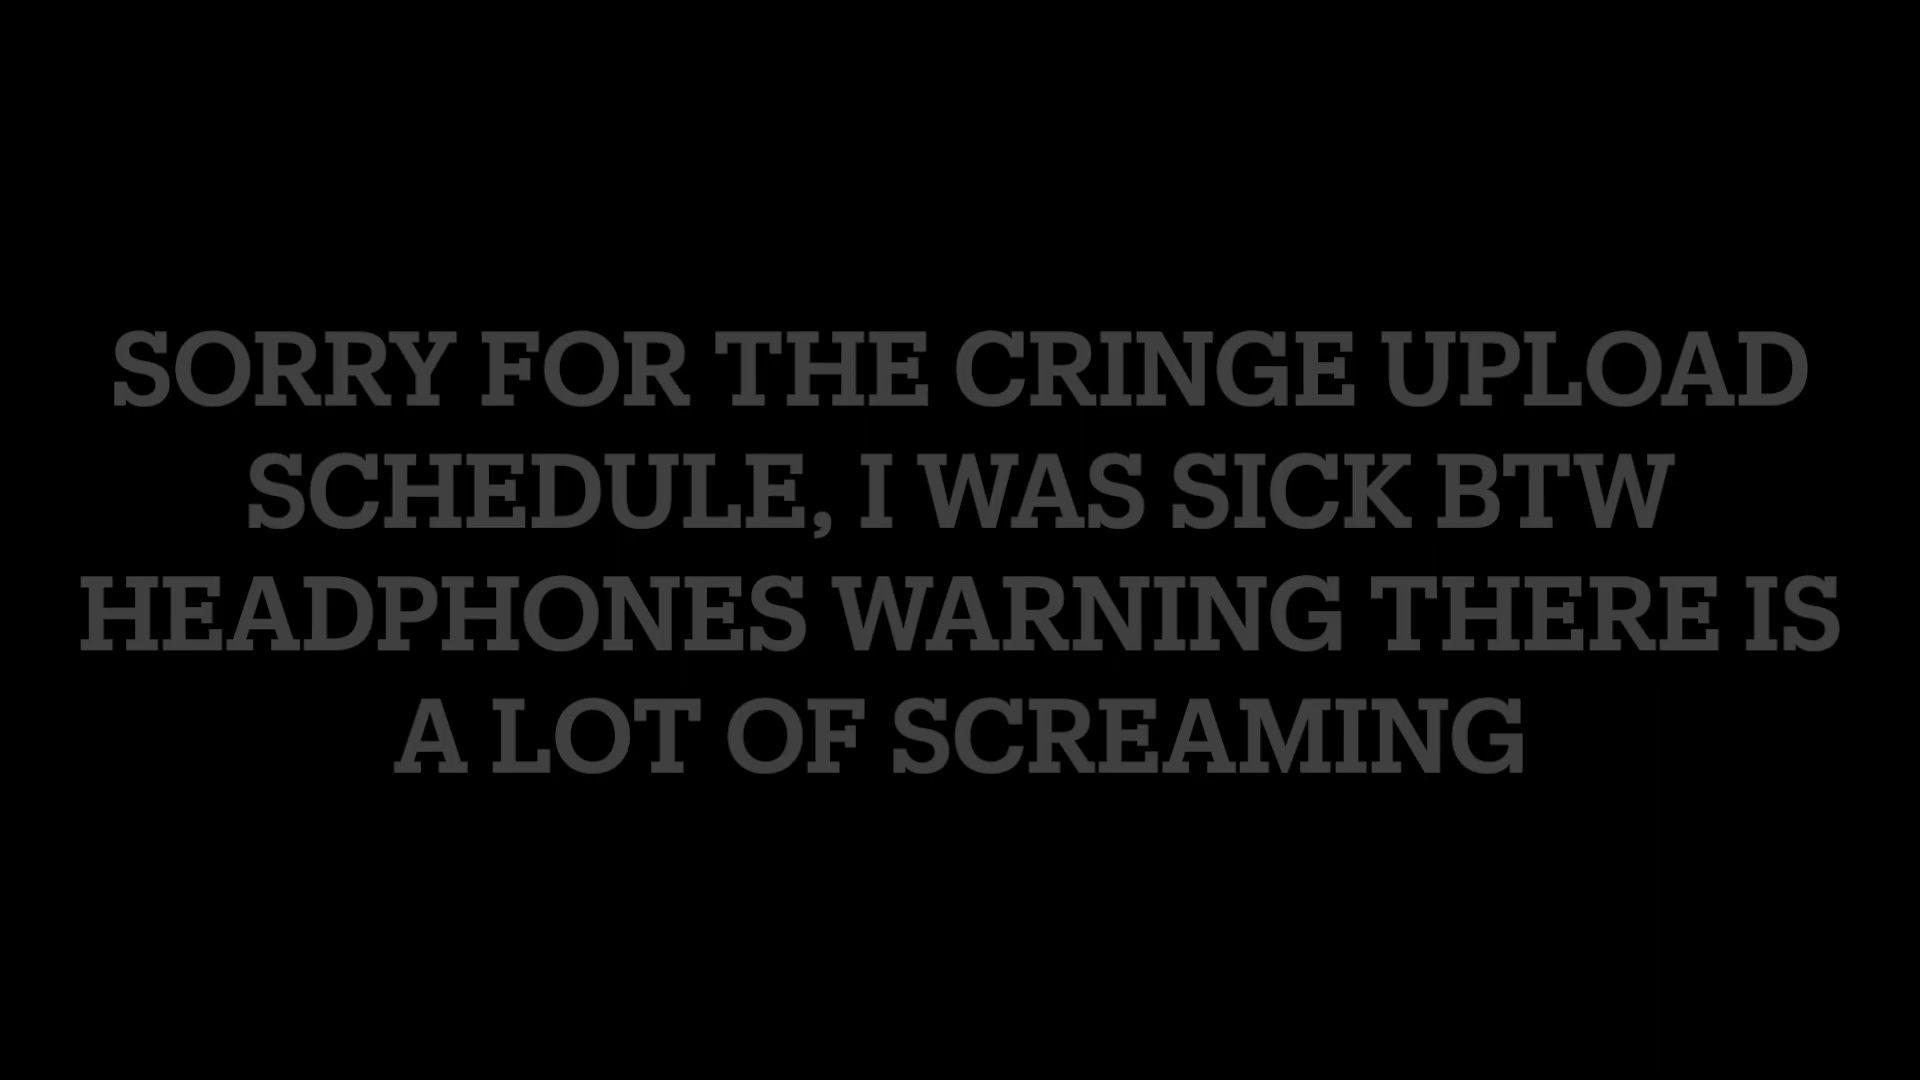 SORRY FOR THE CRINGE UPLOAD
SCHEDULE, I WAS SICK BTW
HEADPHONES WARNING THERE IS
A LOT OF SCREAMING